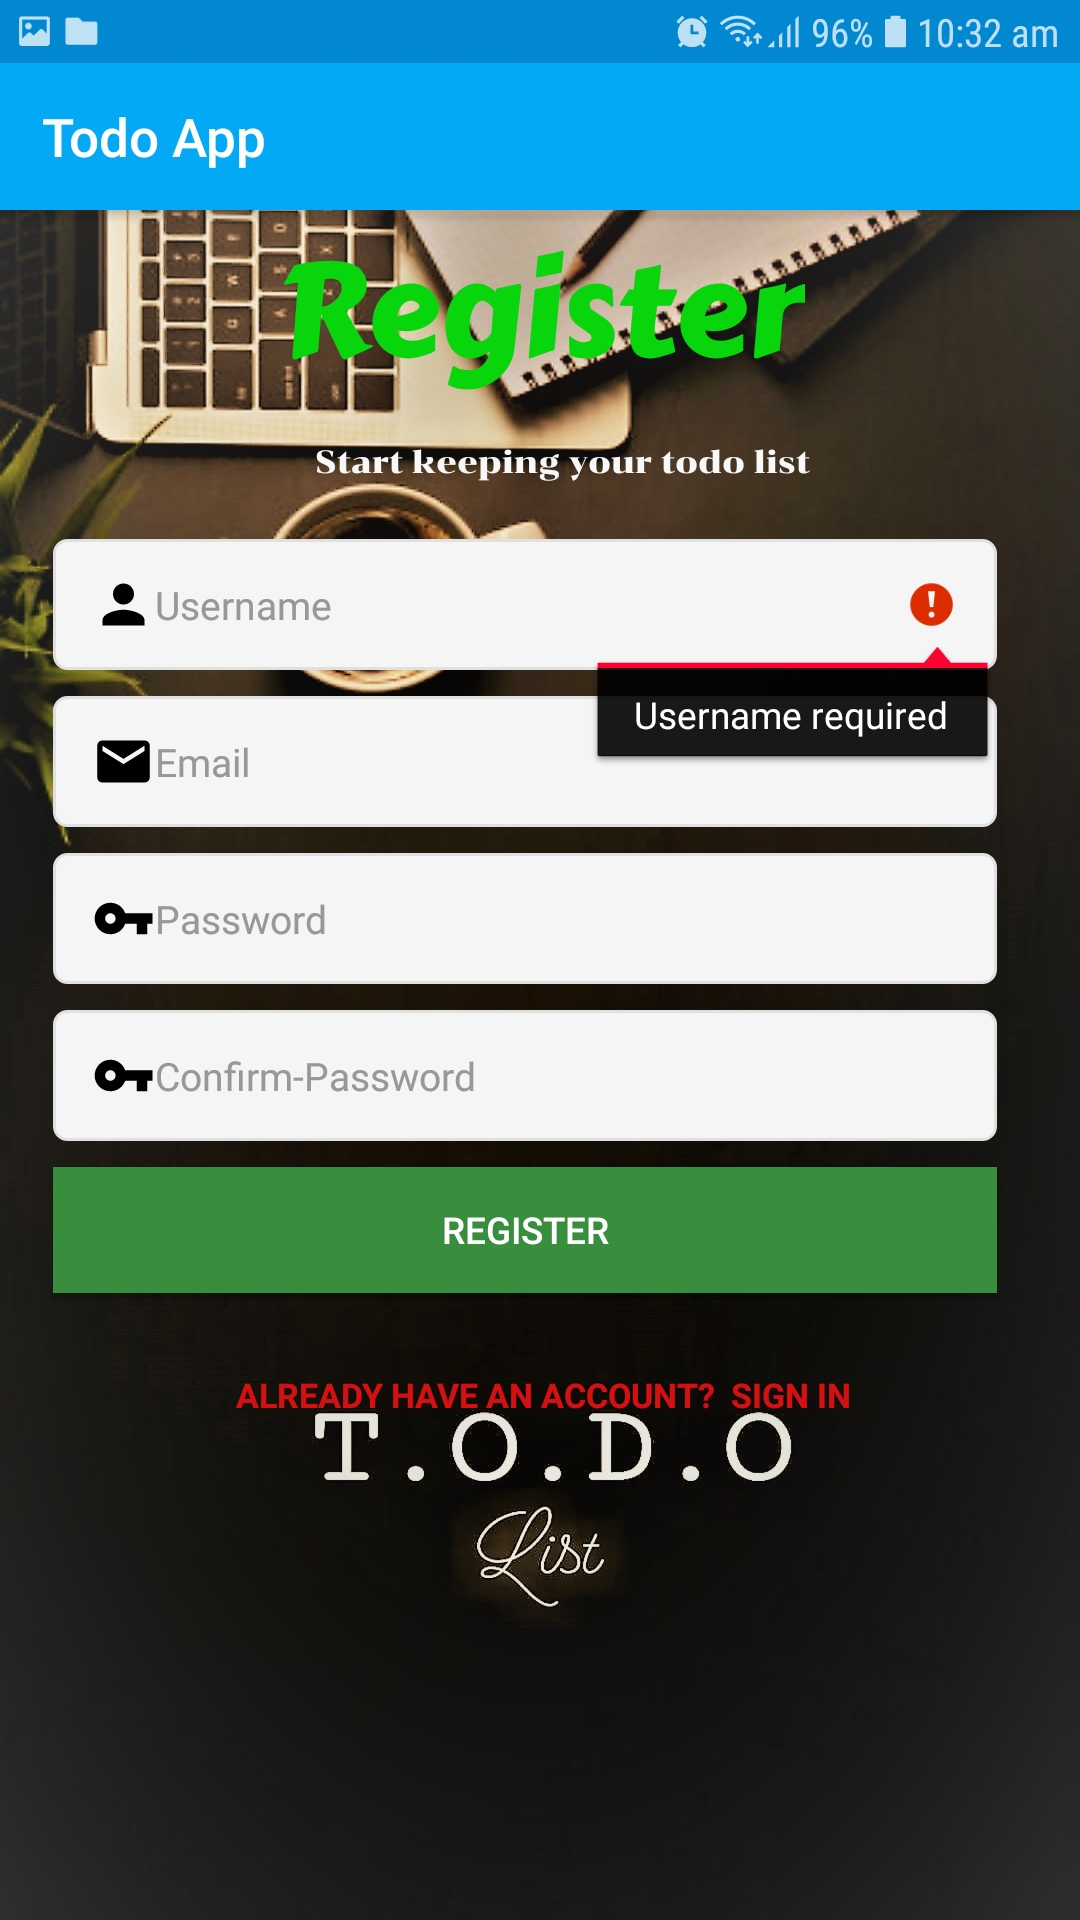 96% 10:32 am
Todo App
Register
Start keeping your todo list
Username
Username required
Email
Password
Confirm-Password
REGISTER
ALREADY HAVE AN ACCOUNT? SIGN IN
T.O.D.O
List